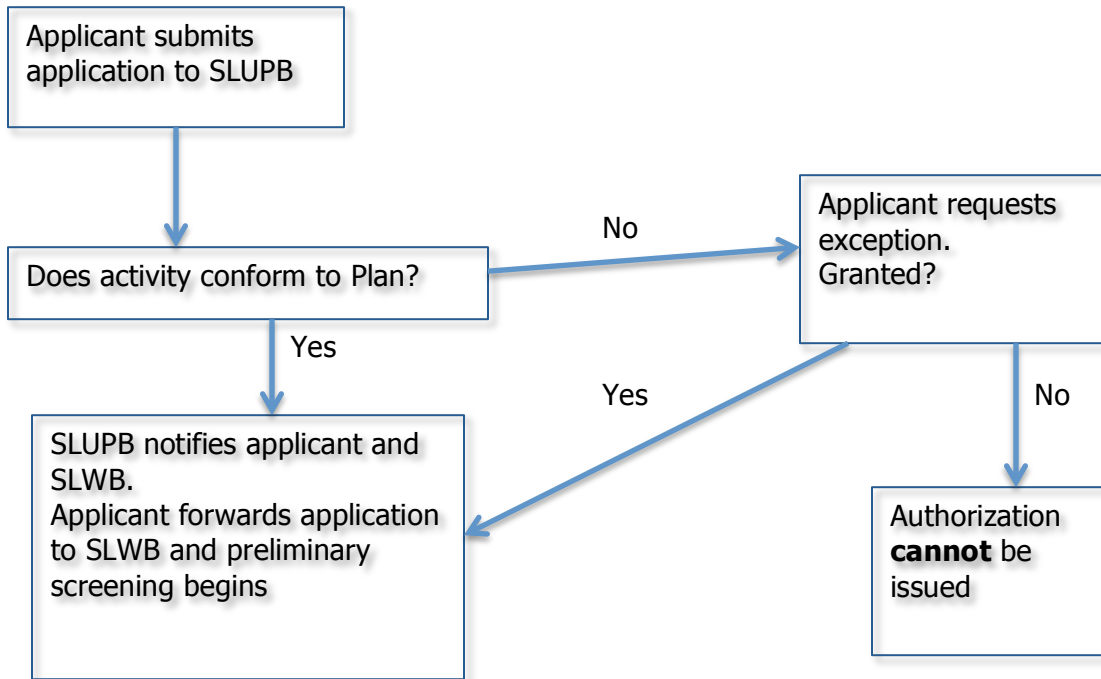 Applicant submits
application to SLUPB
Applicant requests
exception.
Granted?
No
Does activity conform to Plan?
Yes
Yes
No
SLUPB notifies applicant and
SLWB.
Applicant forwards application
to SLWB and preliminary
screening begins
Authorization
cannot be
issued